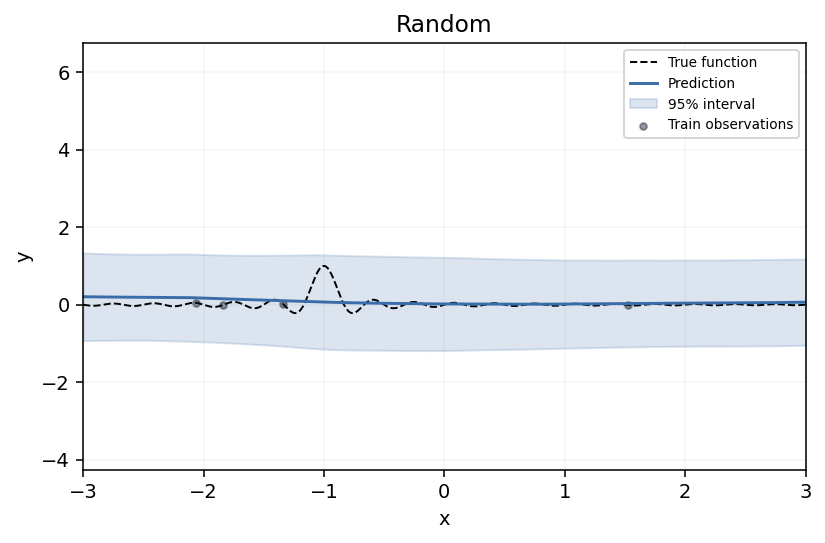 Random
6
4
2
0
−2
−4
y
True function
Prediction
95% interval
Train observations
−3
−2
−1
0
1
2
3
x